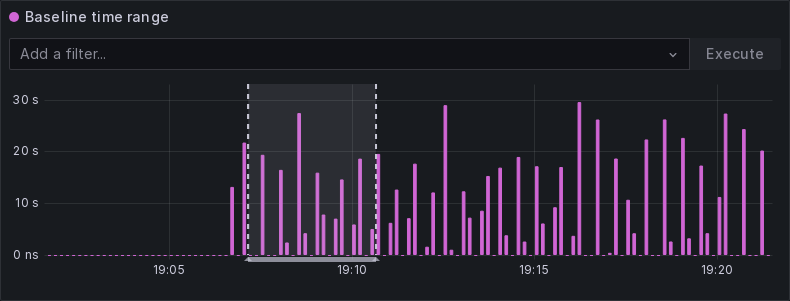 Baseline time range
Add a filter... Execute
30 s
20 s
10 s
0 ns
19:05 19:10 19:15 19:20